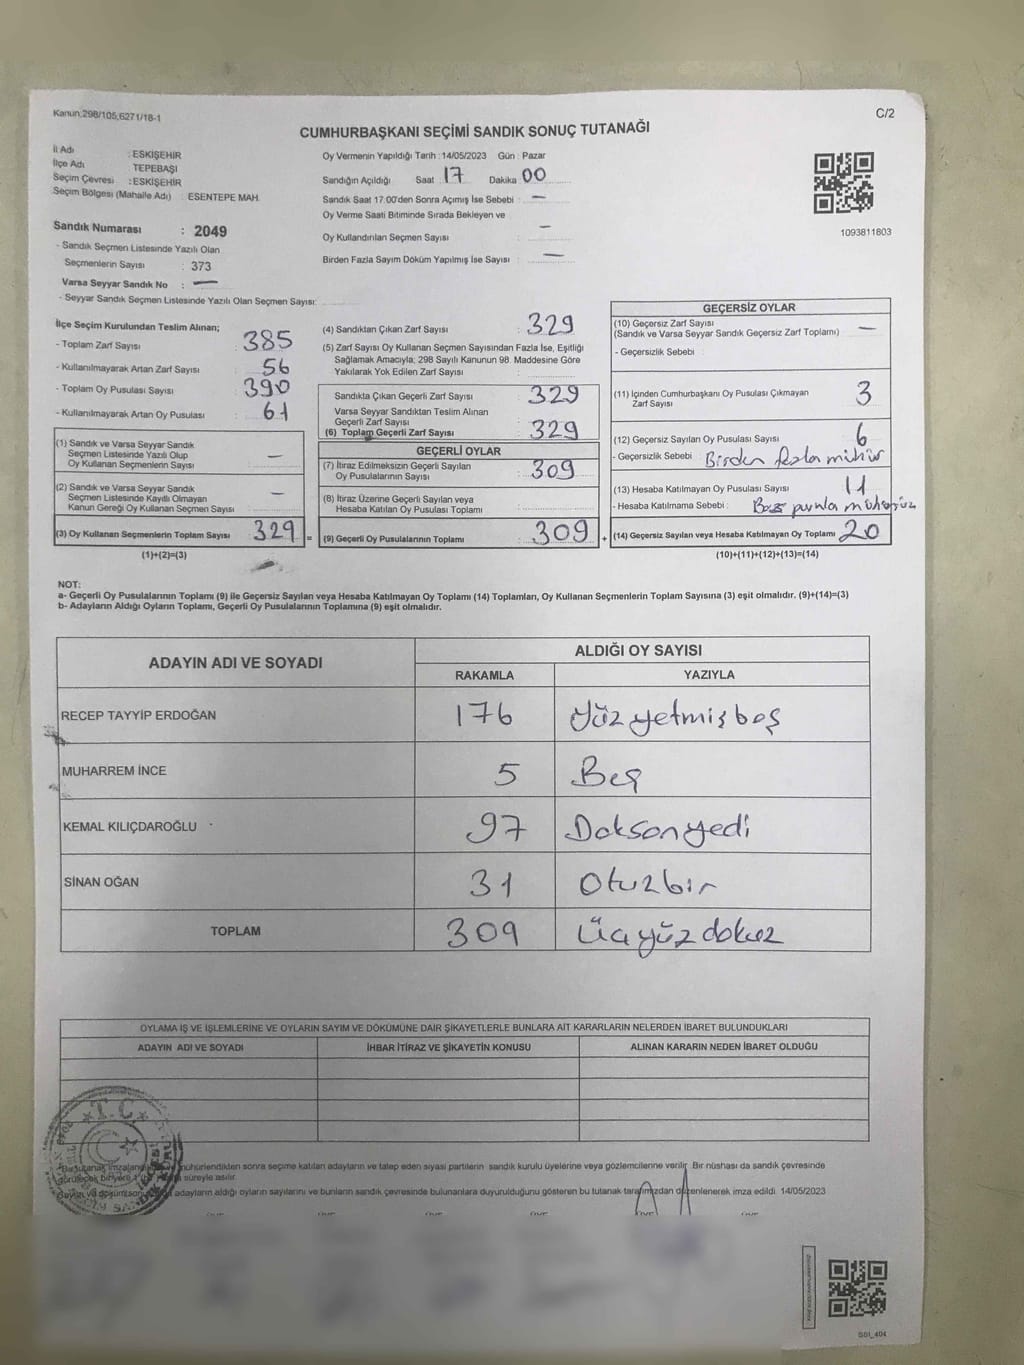 Kanun:298/105,6271/18-1
C/2
CUMHURBAŞKANI SEÇİMİ SANDIK SONUÇ TUTANAĞI
İl Adı : ESKİŞEHİR
İlçe Adı : TEPEBAŞI
Seçim Çevresi : ESKİŞEHİR
Seçim Bölgesi (Mahalle Adı) : ESENTEPE MAH.
Sandık Numarası : 2049
- Sandık Seçmen Listesinde Yazılı Olan
Seçmenlerin Sayısı : 373
Varsa Seyyar Sandık No : —
- Seyyar Sandık Seçmen Listesinde Yazılı Olan Seçmen Sayısı:
Oy Vermenin Yapıldığı Tarih : 14/05/2023 Gün : Pazar
Sandığın Açıldığı Saat 17 Dakika 00
Sandık Saat 17.00'den Sonra Açımış İse Sebebi : —
Oy Verme Saati Bitiminde Sırada Bekleyen ve
Oy Kullandırılan Seçmen Sayısı : —
Birden Fazla Sayım Döküm Yapılmış İse Sayısı : —
1093811803
İlçe Seçim Kurulundan Teslim Alınan;
- Toplam Zarf Sayısı : 385
- Kullanılmayarak Artan Zarf Sayısı : 56
- Toplam Oy Pusulası Sayısı : 390
- Kullanılmayarak Artan Oy Pusulası : 61
(1) Sandık ve Varsa Seyyar Sandık
Seçmen Listesinde Yazılı Olup
Oy Kullanan Seçmenlerin Sayısı —
(2) Sandık ve Varsa Seyyar Sandık
Seçmen Listesinde Kayıtlı Olmayan
Kanun Gereği Oy Kullanan Seçmen Sayısı —
(3) Oy Kullanan Seçmenlerin Toplam Sayısı 329 =
(1)+(2)=(3)
(4) Sandıktan Çıkan Zarf Sayısı : 329
(5) Zarf Sayısı Oy Kullanan Seçmen Sayısından Fazla İse, Eşitliği
Sağlamak Amacıyla; 298 Sayılı Kanunun 98. Maddesine Göre
Yakılarak Yok Edilen Zarf Sayısı :
Sandıkta Çıkan Geçerli Zarf Sayısı : 329
Varsa Seyyar Sandıktan Teslim Alınan
Geçerli Zarf Sayısı :
(6) Toplam Geçerli Zarf Sayısı : 329
GEÇERLİ OYLAR
(7) İtiraz Edilmeksizin Geçerli Sayılan
Oy Pusulalarının Sayısı : 309
(8) İtiraz Üzerine Geçerli Sayılan veya
Hesaba Katılan Oy Pusulası Toplamı :
(9) Geçerli Oy Pusulalarının Toplamı : 309 +
GEÇERSİZ OYLAR
(10) Geçersiz Zarf Sayısı
(Sandık ve Varsa Seyyar Sandık Geçersiz Zarf Toplamı) : —
- Geçersizlik Sebebi :
(11) İçinden Cumhurbaşkanı Oy Pusulası Çıkmayan
Zarf Sayısı : 3
(12) Geçersiz Sayılan Oy Pusulası Sayısı : 6
- Geçersizlik Sebebi : Birden fazla mühür
(13) Hesaba Katılmayan Oy Pusulası Sayısı : 11
- Hesaba Katılmama Sebebi :
(14) Geçersiz Sayılan veya Hesaba Katılmayan Oy Toplamı : 20
(10)+(11)+(12)+(13)=(14)
NOT:
a- Geçerli Oy Pusulalarının Toplamı (9) ile Geçersiz Sayılan veya Hesaba Katılmayan Oy Toplamı (14) Toplamları, Oy Kullanan Seçmenlerin Toplam Sayısına (3) eşit olmalıdır. (9)+(14)=(3)
b- Adayların Aldığı Oyların Toplamı, Geçerli Oy Pusulalarının Toplamına (9) eşit olmalıdır.
ADAYIN ADI VE SOYADI
ALDIĞI OY SAYISI
RAKAMLA YAZIYLA
RECEP TAYYİP ERDOĞAN 176 Yüz yetmiş beş
MUHARREM İNCE 5 Beş
KEMAL KILIÇDAROĞLU 97 Doksanyedi
SİNAN OĞAN 31 Otuzbir
TOPLAM 309 Üçyüz dokuz
OYLAMA İŞ VE İŞLEMLERİNE VE OYLARIN SAYIM VE DÖKÜMÜNE DAİR ŞİKAYETLERLE BUNLARA AİT KARARLARIN NELERDEN İBARET BULUNDUKLARI
ADAYIN ADI VE SOYADI İHBAR İTİRAZ VE ŞİKAYETİN KONUSU ALINAN KARARIN NEDEN İBARET OLDUĞU
T.C.
mühürlendikten sonra seçime katılan adayların ve talep eden siyasi partilerin sandık kurulu üyelerine veya gözlemcilerine verilir. Bir nüshası da sandık çevresinde
süreyle asılır.
adayların aldığı oyların sayılarını ve bunların sandık çevresinde bulunanlara duyurulduğunu gösteren bu tutanak tarafımızdan düzenlenerek imza edildi. 14/05/2023